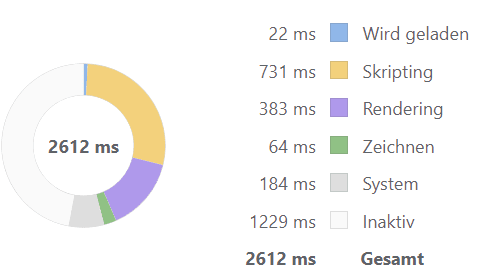 22 ms Wird geladen
731 ms Skripting
383 ms Rendering
64 ms Zeichnen
184 ms System
1229 ms Inaktiv
2612 ms Gesamt
2612 ms